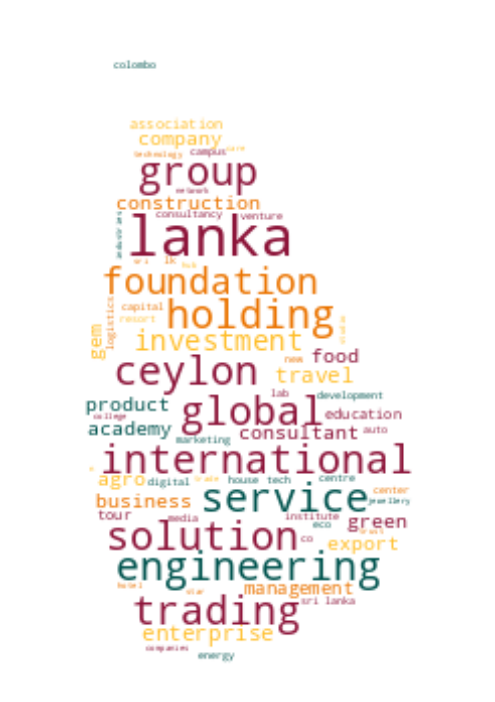 colombo
association
company
care
technology campus
group
network
construction
consultancy venture
lanka
industries
sri lk hub
foundation
capital holding
logistics
resort
gem investment
new food
ceylon
travel
lab development
product global
college education
academy consultant auto
marketing
international
agro digital trade house tech centre
center
business service jewellery
tour media institute green
eco
solution co
export
engineering
hotel star management
trading sri lanka
enterprise
companies
energy